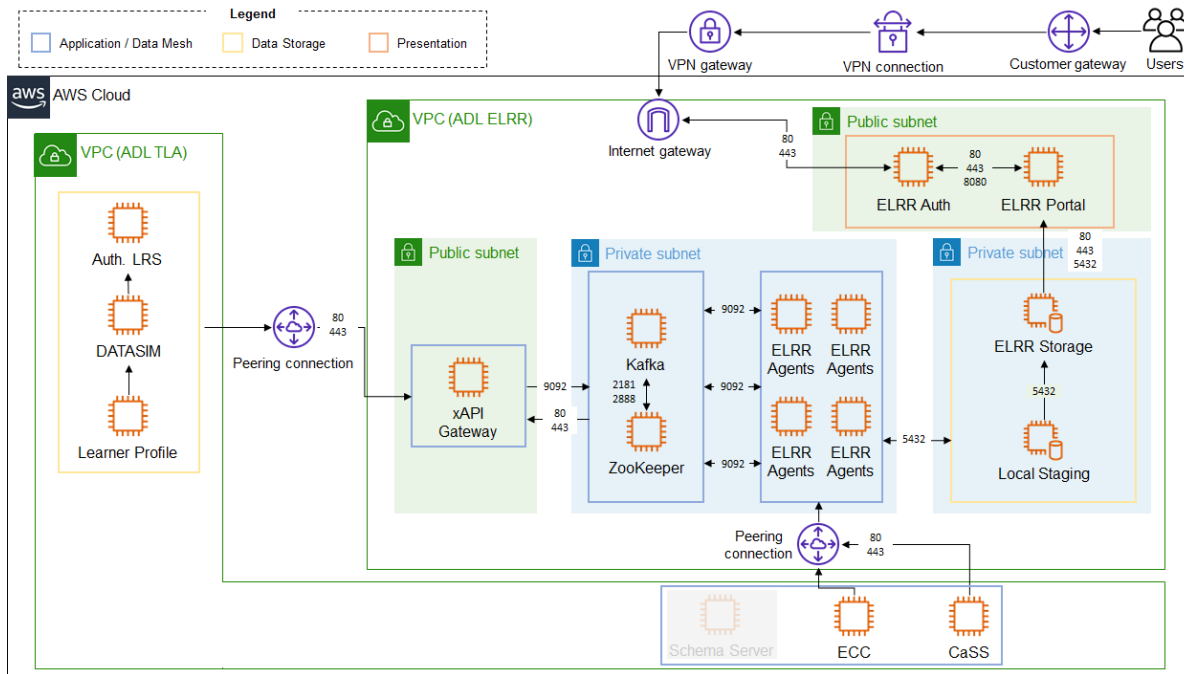 Legend
Application / Data Mesh
Data Storage
Presentation
VPN gateway
VPN connection
Customer gateway
Users
aws
AWS Cloud
VPC (ADL TLA)
Auth. LRS
DATASIM
Learner Profile
Peering connection
80
443
VPC (ADL ELRR)
Internet gateway
80
443
Public subnet
ELRR Auth
80
443
8080
ELRR Portal
Public subnet
xAPI
Gateway
9092
80
443
Private subnet
Kafka
2181
2888
ZooKeeper
9092
9092
9092
ELRR
Agents
ELRR
Agents
ELRR
Agents
ELRR
Agents
5432
80
443
5432
Private subnet
ELRR Storage
5432
Local Staging
Peering
connection
80
443
Schema Server
ECC
CaSS